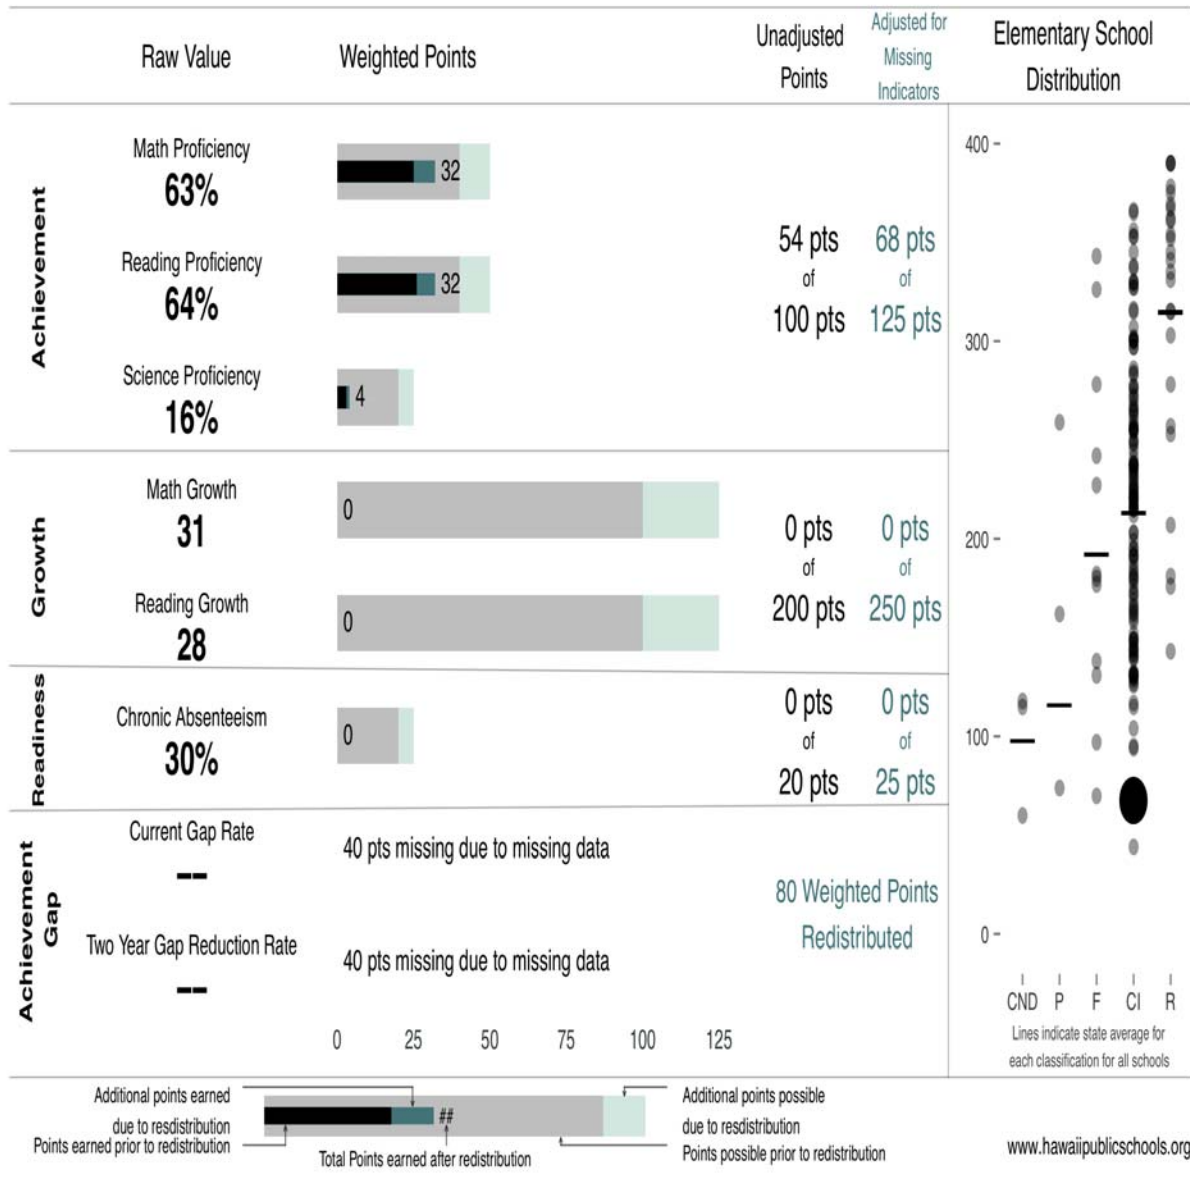 Raw Value
Weighted Points
Unadjusted
Points
Adjusted for
Missing
Indicators
Elementary School
Distribution
Achievement
Math Proficiency
63%
32
Reading Proficiency
64%
32
Science Proficiency
16%
4
54 pts
of
100 pts
68 pts
of
125 pts
Growth
Math Growth
31
0
Reading Growth
28
0
0 pts
of
200 pts
0 pts
of
250 pts
Readiness
Chronic Absenteeism
30%
0
0 pts
of
20 pts
0 pts
of
25 pts
Achievement
Gap
Current Gap Rate
--
40 pts missing due to missing data
Two Year Gap Reduction Rate
--
40 pts missing due to missing data
80 Weighted Points
Redistributed
0 25 50 75 100 125
400
300
200
100
0
CND P F CI R
Lines indicate state average for
each classification for all schools
Additional points earned
due to resdistribution
Points earned prior to redistribution
##
Total Points earned after redistribution
Additional points possible
due to resdistribution
Points possible prior to redistribution
www.hawaiipublicschools.org